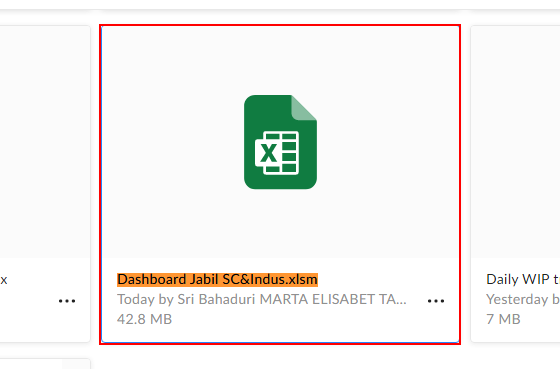 x
Dashboard Jabil SC&Indus.xlsm
Daily WIP t
Today by Sri Bahaduri MARTA ELISABET TA...
Yesterday b
42.8 MB
7 MB